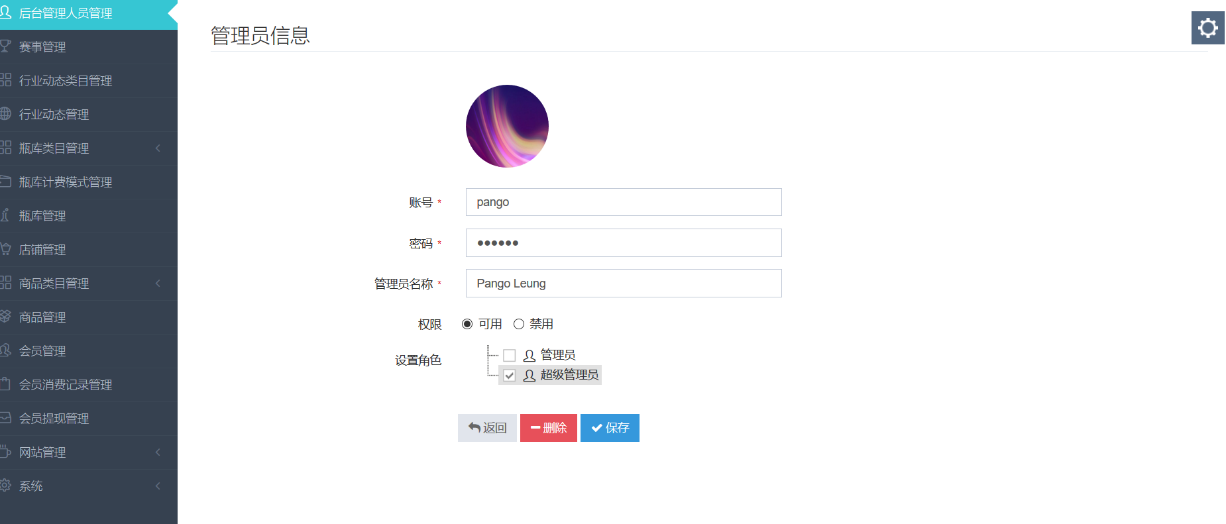 后台管理人员管理
赛事管理
行业动态类目管理
行业动态管理
瓶库类目管理
瓶库计费模式管理
瓶库管理
店铺管理
商品类目管理
商品管理
会员管理
会员消费记录管理
会员提现管理
网站管理
系统
管理员信息
账号 * pango
密码 * ●●●●●●
管理员名称 * Pango Leung
权限 可用 禁用
设置角色 管理员
超级管理员
返回 删除 保存